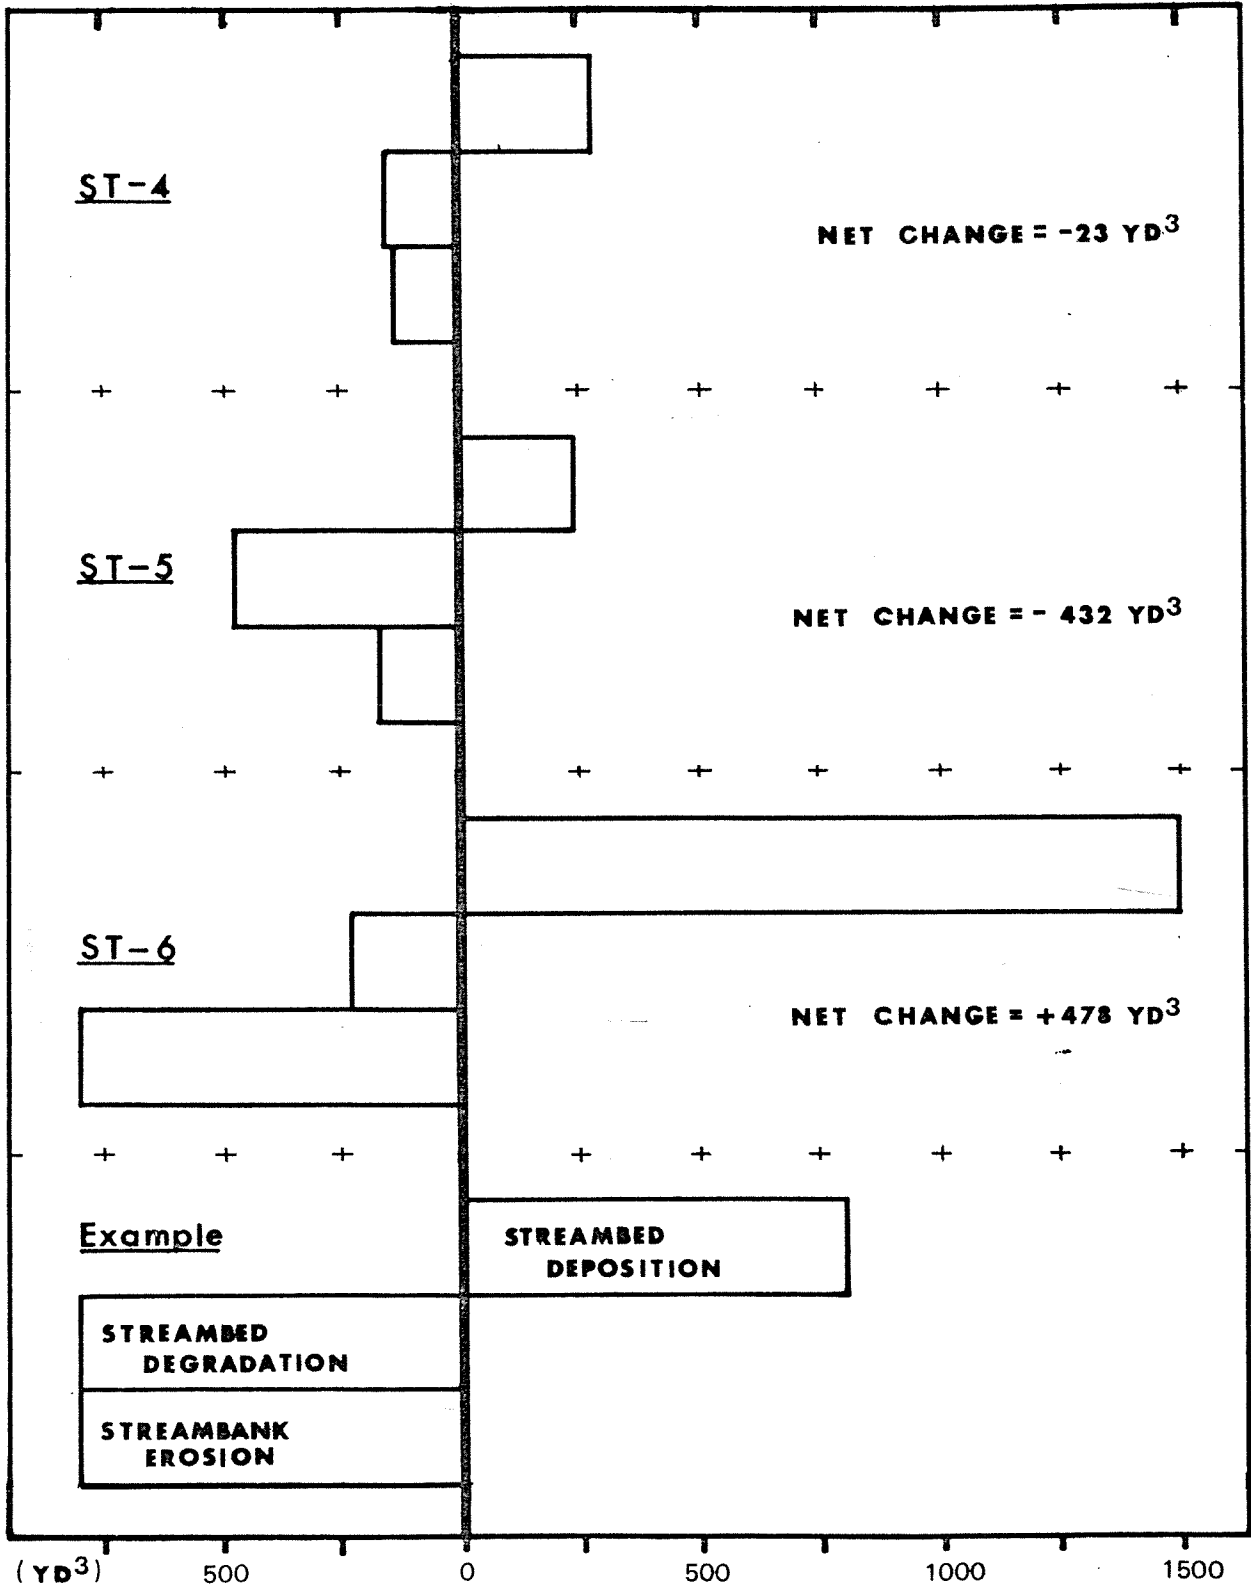 ST-4
NET CHANGE = -23 YD³
ST-5
NET CHANGE = - 432 YD³
ST-6
NET CHANGE = +478 YD³
Example
STREAMBED
DEPOSITION
STREAMBED
DEGRADATION
STREAMBANK
EROSION
(YD³) 500 0 500 1000 1500